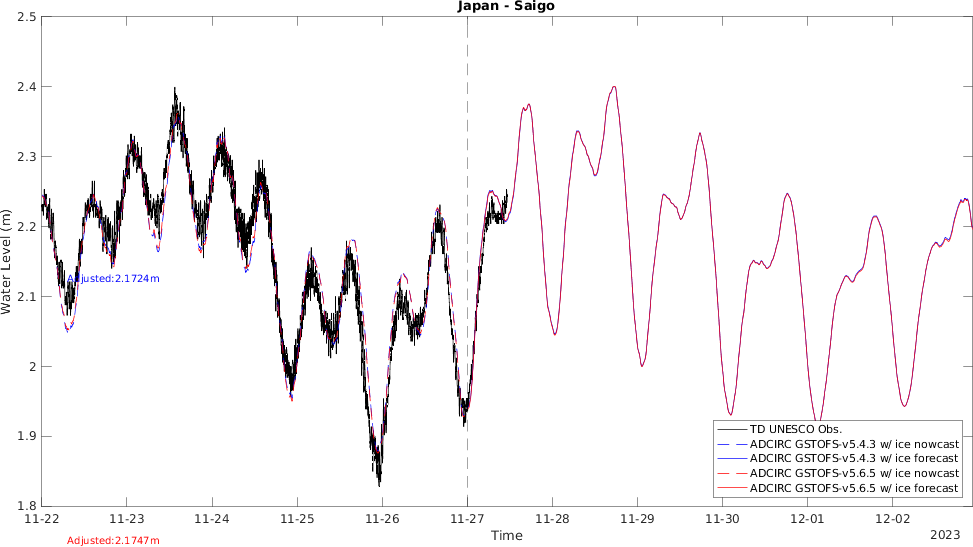 Japan - Saigo
2.5
2.4
2.3
2.2
2.1
2
1.9
1.8
Water Level (m)
Adjusted:2.1724m
TD UNESCO Obs.
ADCIRC GSTOFS-v5.4.3 w/ ice nowcast
ADCIRC GSTOFS-v5.4.3 w/ ice forecast
ADCIRC GSTOFS-v5.6.5 w/ ice nowcast
ADCIRC GSTOFS-v5.6.5 w/ ice forecast
11-22 11-23 11-24 11-25 11-26 11-27 11-28 11-29 11-30 12-01 12-02
Time
2023
Adjusted:2.1747m